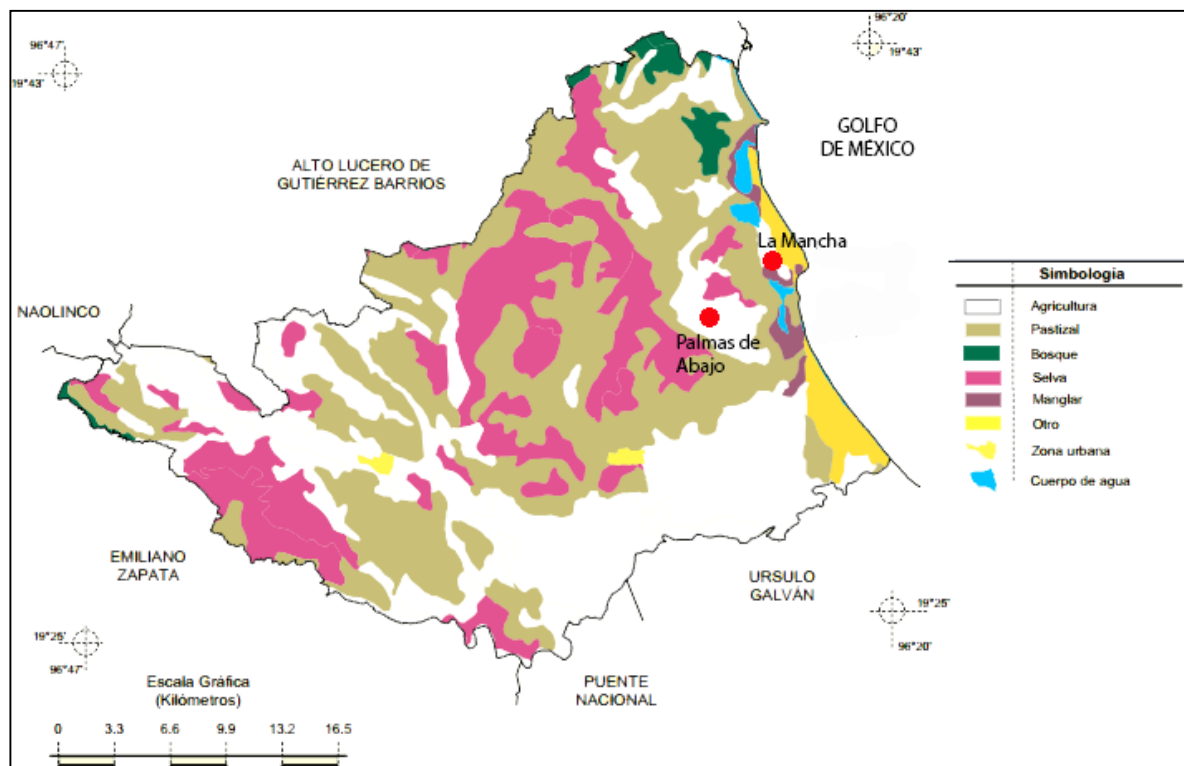 96°47'
19°43'
96°20'
19°43'
GOLFO
DE MÉXICO
ALTO LUCERO DE
GUTIÉRREZ BARRIOS
La Mancha
NAOLINCO
Palmas de
Abajo
Simbología
Agricultura
Pastizal
Bosque
Selva
Manglar
Otro
Zona urbana
Cuerpo de agua
EMILIANO
ZAPATA
URSULO
GALVÁN
19°25'
96°20'
19°25'
96°47'
PUENTE
NACIONAL
Escala Gráfica
(Kilómetros)
0 3.3 6.6 9.9 13.2 16.5